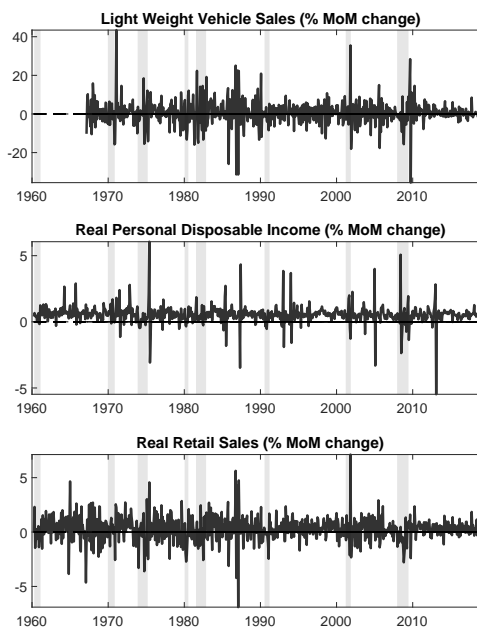 Light Weight Vehicle Sales (% MoM change)
40
20
0
-20
1960 1970 1980 1990 2000 2010
Real Personal Disposable Income (% MoM change)
5
0
-5
1960 1970 1980 1990 2000 2010
Real Retail Sales (% MoM change)
5
0
-5
1960 1970 1980 1990 2000 2010